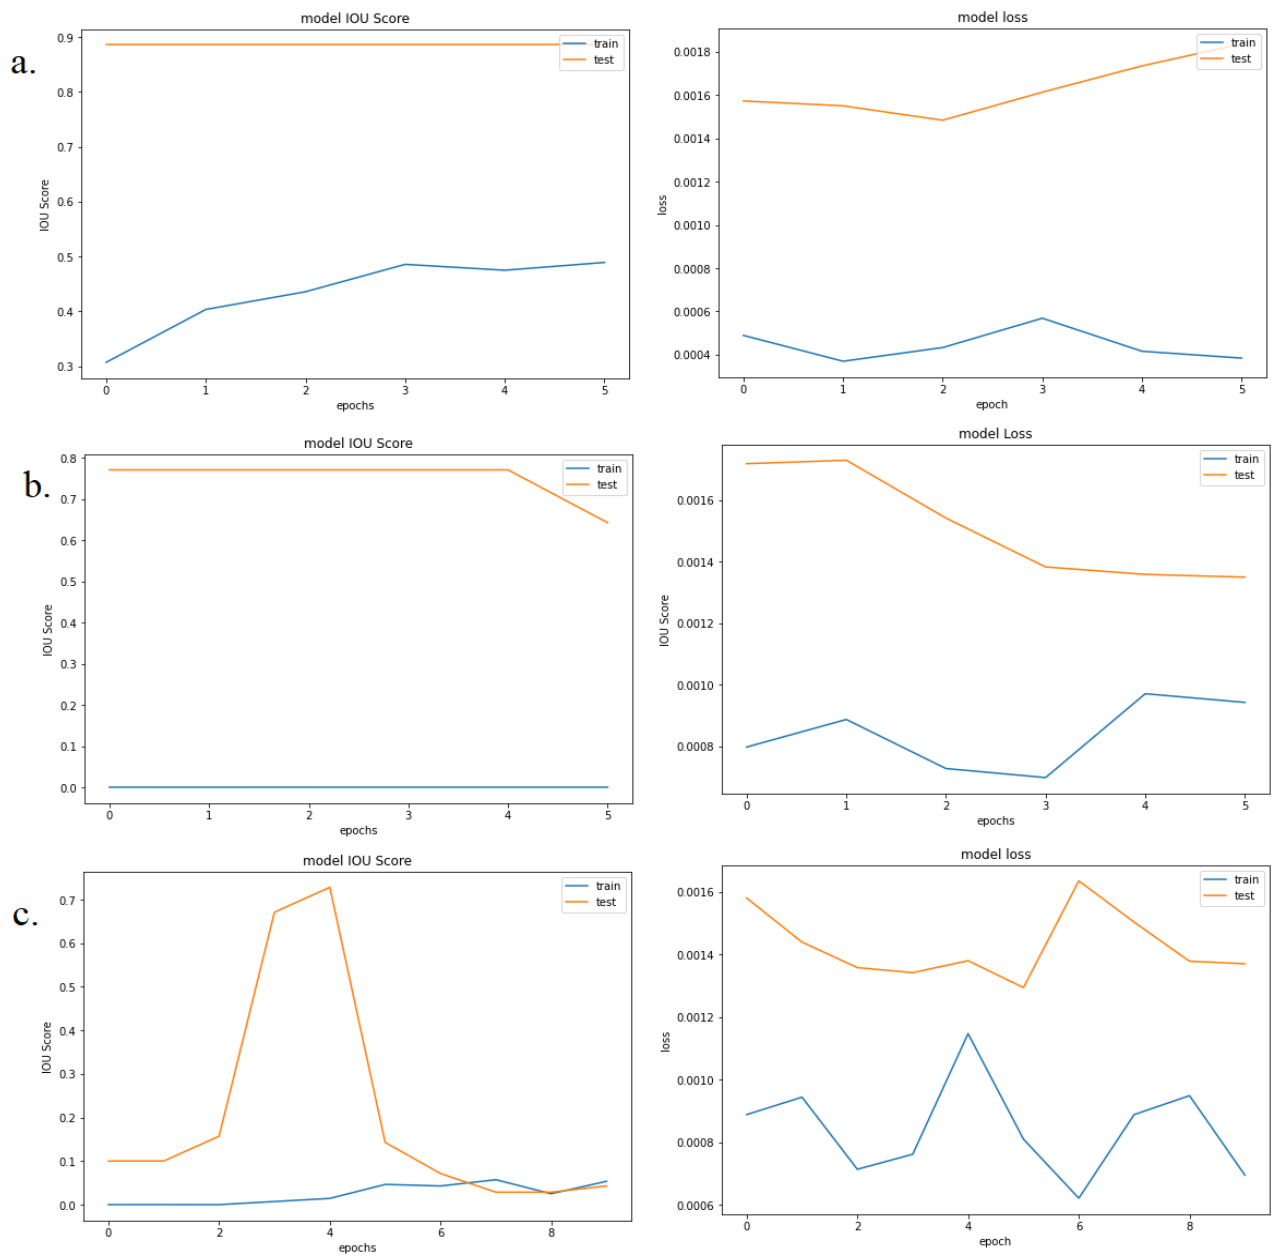 a.
model IOU Score
IOU Score
0.9
0.8
0.7
0.6
0.5
0.4
0.3
0 1 2 3 4 5
epochs
train
test
model loss
loss
0.0018
0.0016
0.0014
0.0012
0.0010
0.0008
0.0006
0.0004
0 1 2 3 4 5
epoch
train
test
b.
model IOU Score
IOU Score
0.8
0.7
0.6
0.5
0.4
0.3
0.2
0.1
0.0
0 1 2 3 4 5
epochs
train
test
model Loss
IOU Score
0.0016
0.0014
0.0012
0.0010
0.0008
0 1 2 3 4 5
epoch
train
test
c.
model IOU Score
IOU Score
0.7
0.6
0.5
0.4
0.3
0.2
0.1
0.0
0 2 4 6 8
epochs
train
test
model loss
loss
0.0016
0.0014
0.0012
0.0010
0.0008
0.0006
0 2 4 6 8
epoch
train
test